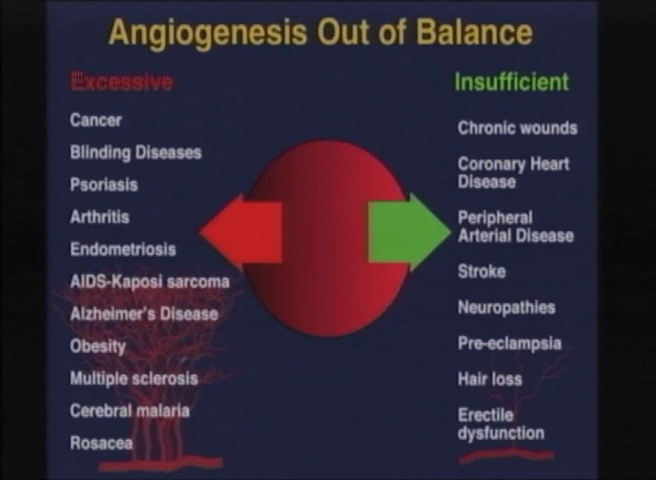 Angiogenesis Out of Balance
Excessive
Cancer
Blinding Diseases
Psoriasis
Arthritis
Endometriosis
AIDS-Kaposi sarcoma
Alzheimer's Disease
Obesity
Multiple sclerosis
Cerebral malaria
Rosacea
Insufficient
Chronic wounds
Coronary Heart
Disease
Peripheral
Arterial Disease
Stroke
Neuropathies
Pre-eclampsia
Hair loss
Erectile
dysfunction